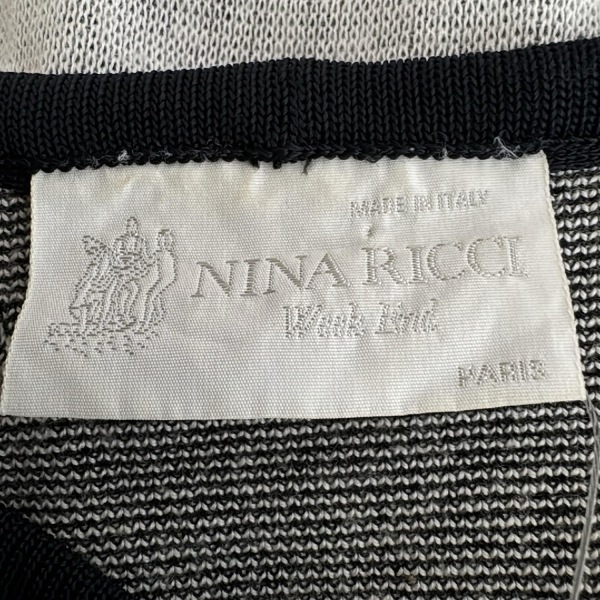 MADE IN ITALY
NINA RICCI
Week End
PARIS